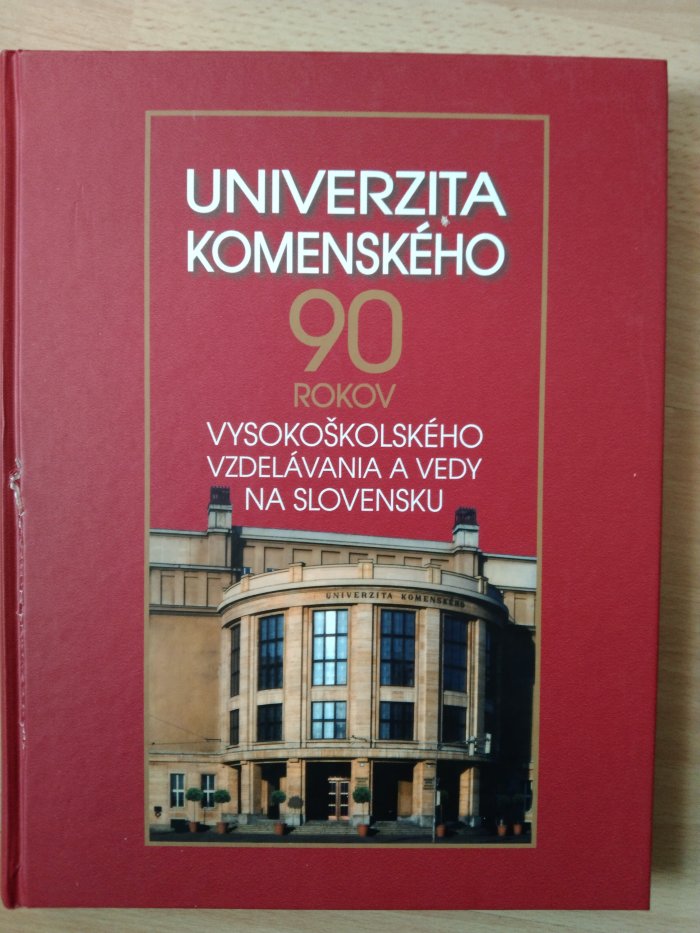 UNIVERZITA
KOMENSKÉHO
90
ROKOV
VYSOKOŠKOLSKÉHO
VZDELÁVANIA A VEDY
NA SLOVENSKU
UNIVERZITA KOMENSKÉHO